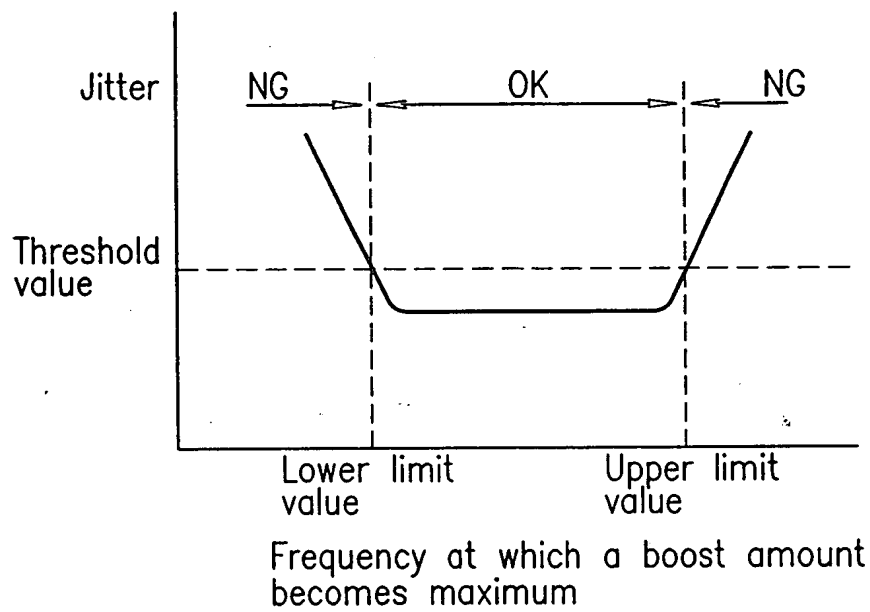 Jitter
NG
OK
NG
Threshold
value
Lower limit
value
Upper limit
value
Frequency at which a boost amount
becomes maximum